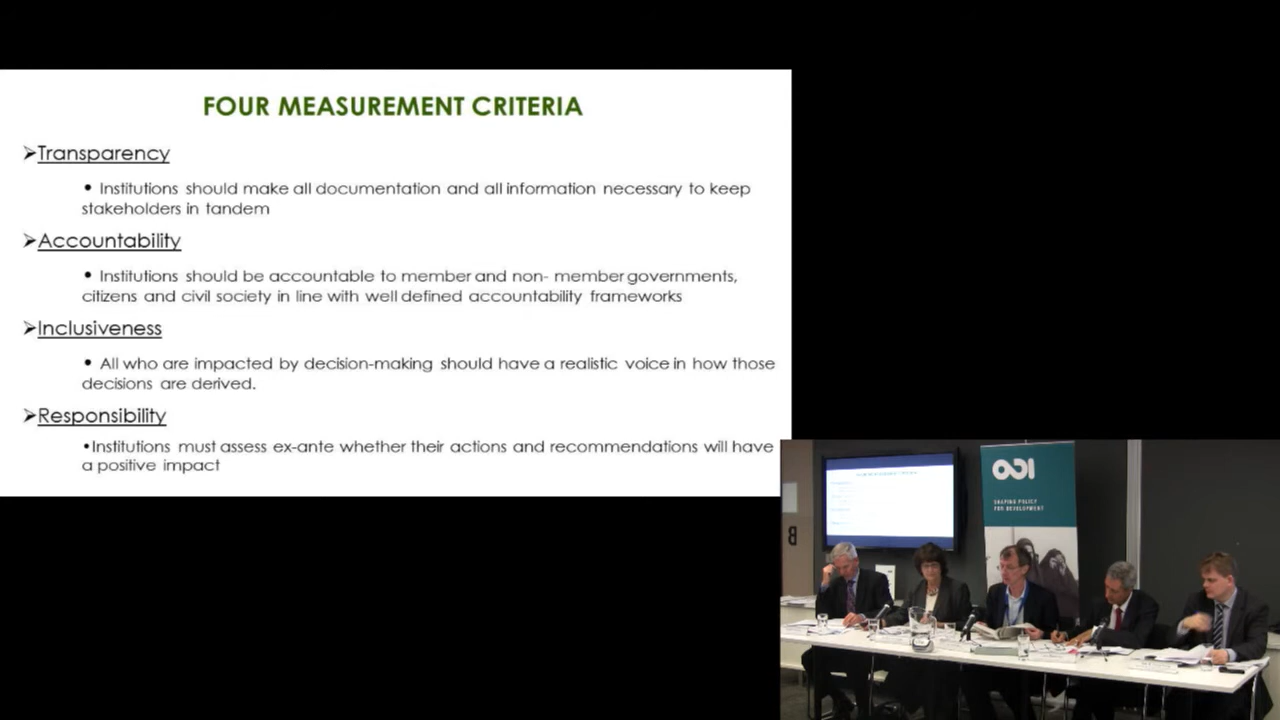 FOUR MEASUREMENT CRITERIA
➢Transparency
• Institutions should make all documentation and all information necessary to keep
stakeholders in tandem
➢Accountability
• Institutions should be accountable to member and non- member governments,
citizens and civil society in line with well defined accountability frameworks
➢Inclusiveness
• All who are impacted by decision-making should have a realistic voice in how those
decisions are derived.
➢Responsibility
•Institutions must assess ex-ante whether their actions and recommendations will have
a positive impact
ODI
SHAPING POLICY
FOR DEVELOPMENT
B